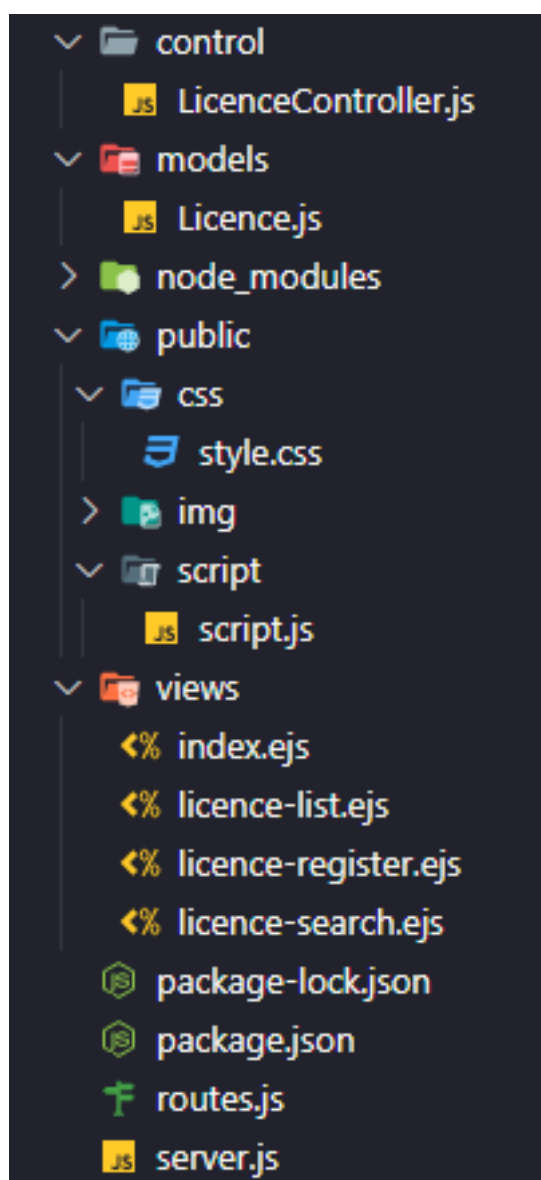 control
LicenceController.js
models
Licence.js
node_modules
public
css
style.css
img
script
script.js
views
index.ejs
licence-list.ejs
licence-register.ejs
licence-search.ejs
package-lock.json
package.json
routes.js
server.js